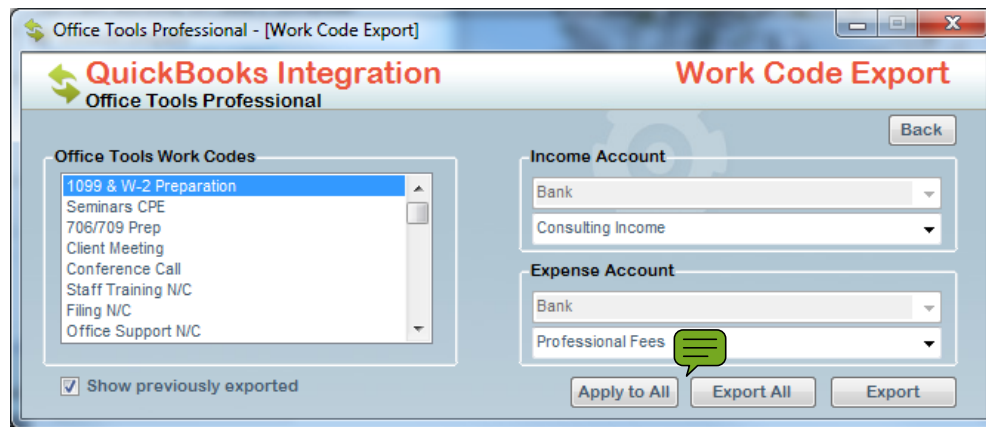 Office Tools Professional - [Work Code Export]
QuickBooks Integration
Office Tools Professional
Work Code Export
Back
Office Tools Work Codes
1099 & W-2 Preparation
Seminars CPE
706/709 Prep
Client Meeting
Conference Call
Staff Training N/C
Filing N/C
Office Support N/C
Show previously exported
Income Account
Bank
Consulting Income
Expense Account
Bank
Professional Fees
Apply to All
Export All
Export